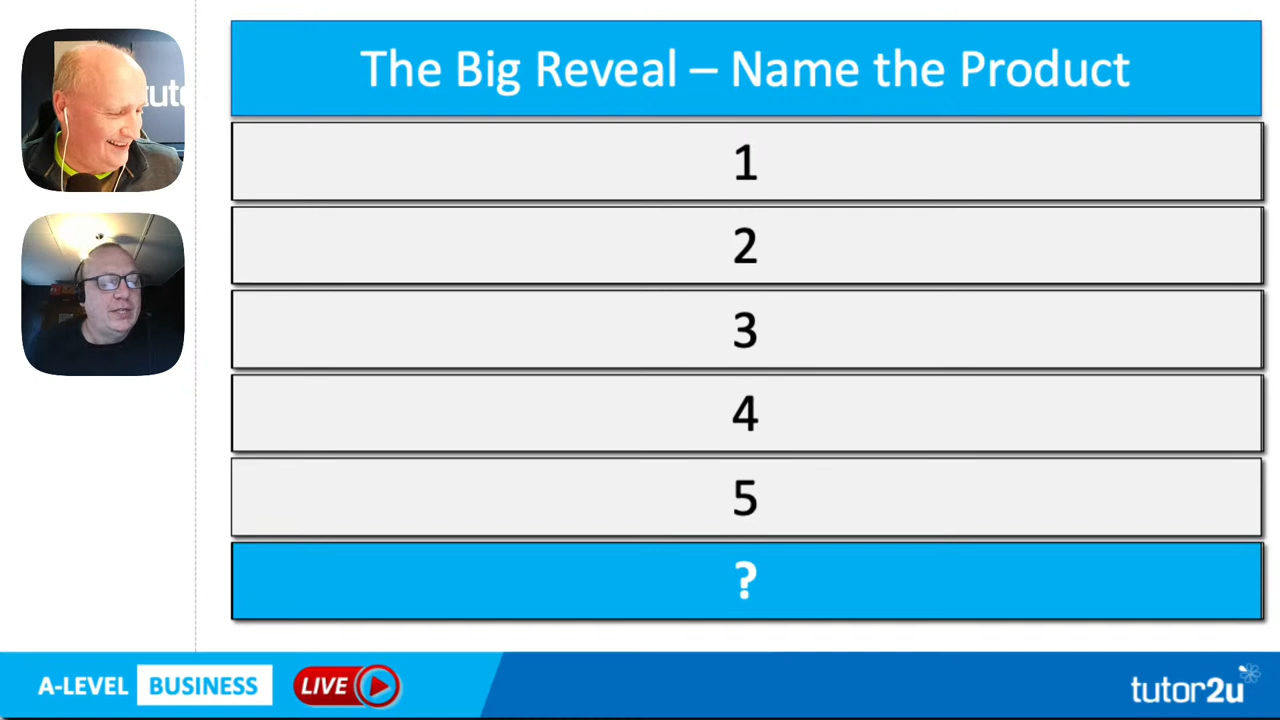 The Big Reveal – Name the Product
1
2
3
4
5
?
A-LEVEL BUSINESS LIVE
tutor2u